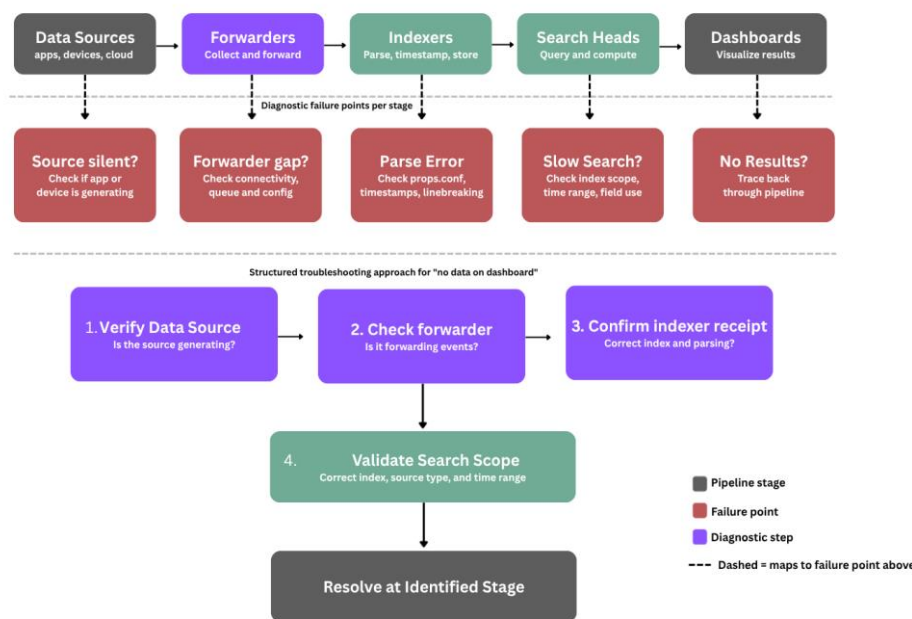 Data Sources
apps, devices, cloud
Forwarders
Collect and forward
Indexers
Parse, timestamp, store
Search Heads
Query and compute
Dashboards
Visualize results
Diagnostic failure points per stage
Source silent?
Check if app or
device is generating
Forwarder gap?
Check connectivity,
queue and config
Parse Error
Check props.conf,
timestamps, linebreaking
Slow Search?
Check index scope,
time range, field use
No Results?
Trace back
through pipeline
Structured troubleshooting approach for "no data on dashboard"
1. Verify Data Source
Is the source generating?
2. Check forwarder
Is it forwarding events?
3. Confirm indexer receipt
Correct index and parsing?
4. Validate Search Scope
Correct index, source type, and time range
Resolve at Identified Stage
Pipeline stage
Failure point
Diagnostic step
Dashed = maps to failure point above